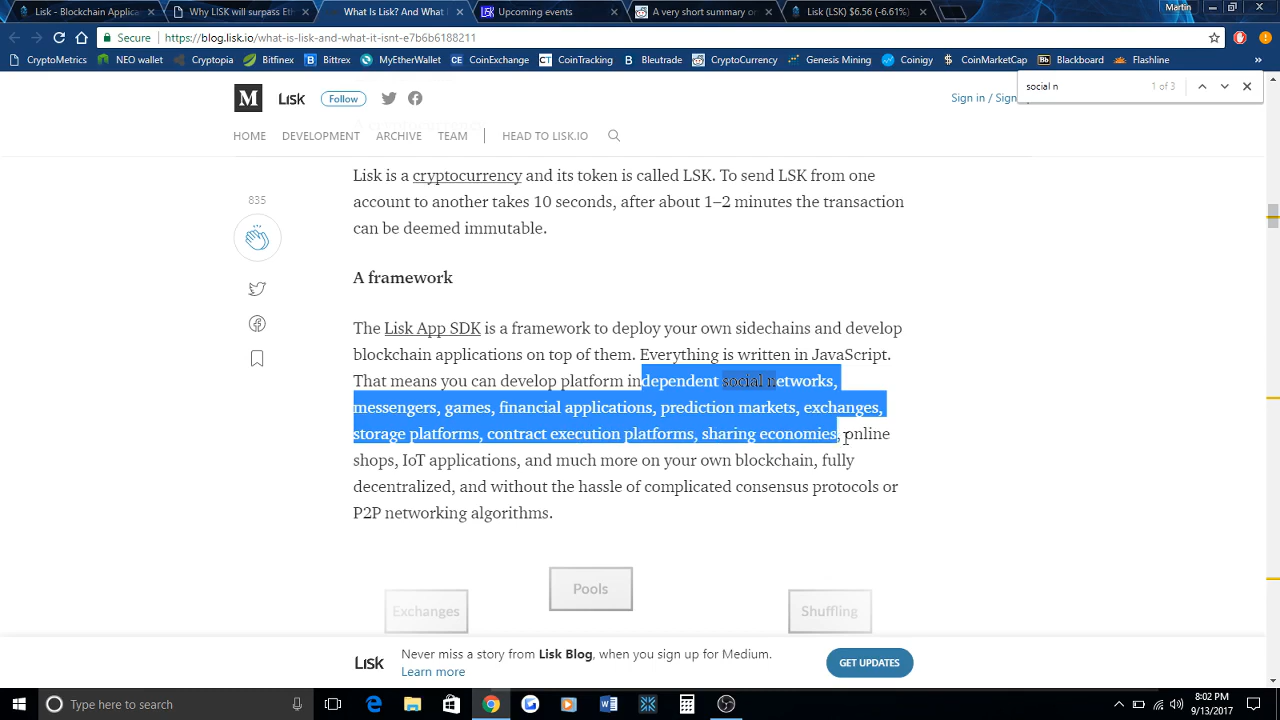 Lisk - Blockchain Applic
Why LISK will surpass Eth
What Is Lisk? And What I
Upcoming events
A very short summary or
Lisk (LSK) $6.56 (-6.61%)
Martin
Secure
https://blog.lisk.io/what-is-lisk-and-what-it-isnt-e7b6b6188211
CryptoMetrics
NEO wallet
Cryptopia
Bitfinex
Bittrex
MyEtherWallet
CoinExchange
CoinTracking
Bleutrade
CryptoCurrency
Genesis Mining
Coinigy
CoinMarketCap
Blackboard
Flashline
social n
1 of 3
Lisk
Follow
Sign in / Sign
A cryptocurrency
HOME
DEVELOPMENT
ARCHIVE
TEAM
HEAD TO LISK.IO
Lisk is a cryptocurrency and its token is called LSK. To send LSK from one
account to another takes 10 seconds, after about 1–2 minutes the transaction
can be deemed immutable.
835
A framework
The Lisk App SDK is a framework to deploy your own sidechains and develop
blockchain applications on top of them. Everything is written in JavaScript.
That means you can develop platform independent social networks,
messengers, games, financial applications, prediction markets, exchanges,
storage platforms, contract execution platforms, sharing economies, online
shops, IoT applications, and much more on your own blockchain, fully
decentralized, and without the hassle of complicated consensus protocols or
P2P networking algorithms.
Pools
Exchanges
Shuffling
Lisk
Never miss a story from Lisk Blog, when you sign up for Medium.
Learn more
GET UPDATES
Type here to search
8:02 PM
9/13/2017